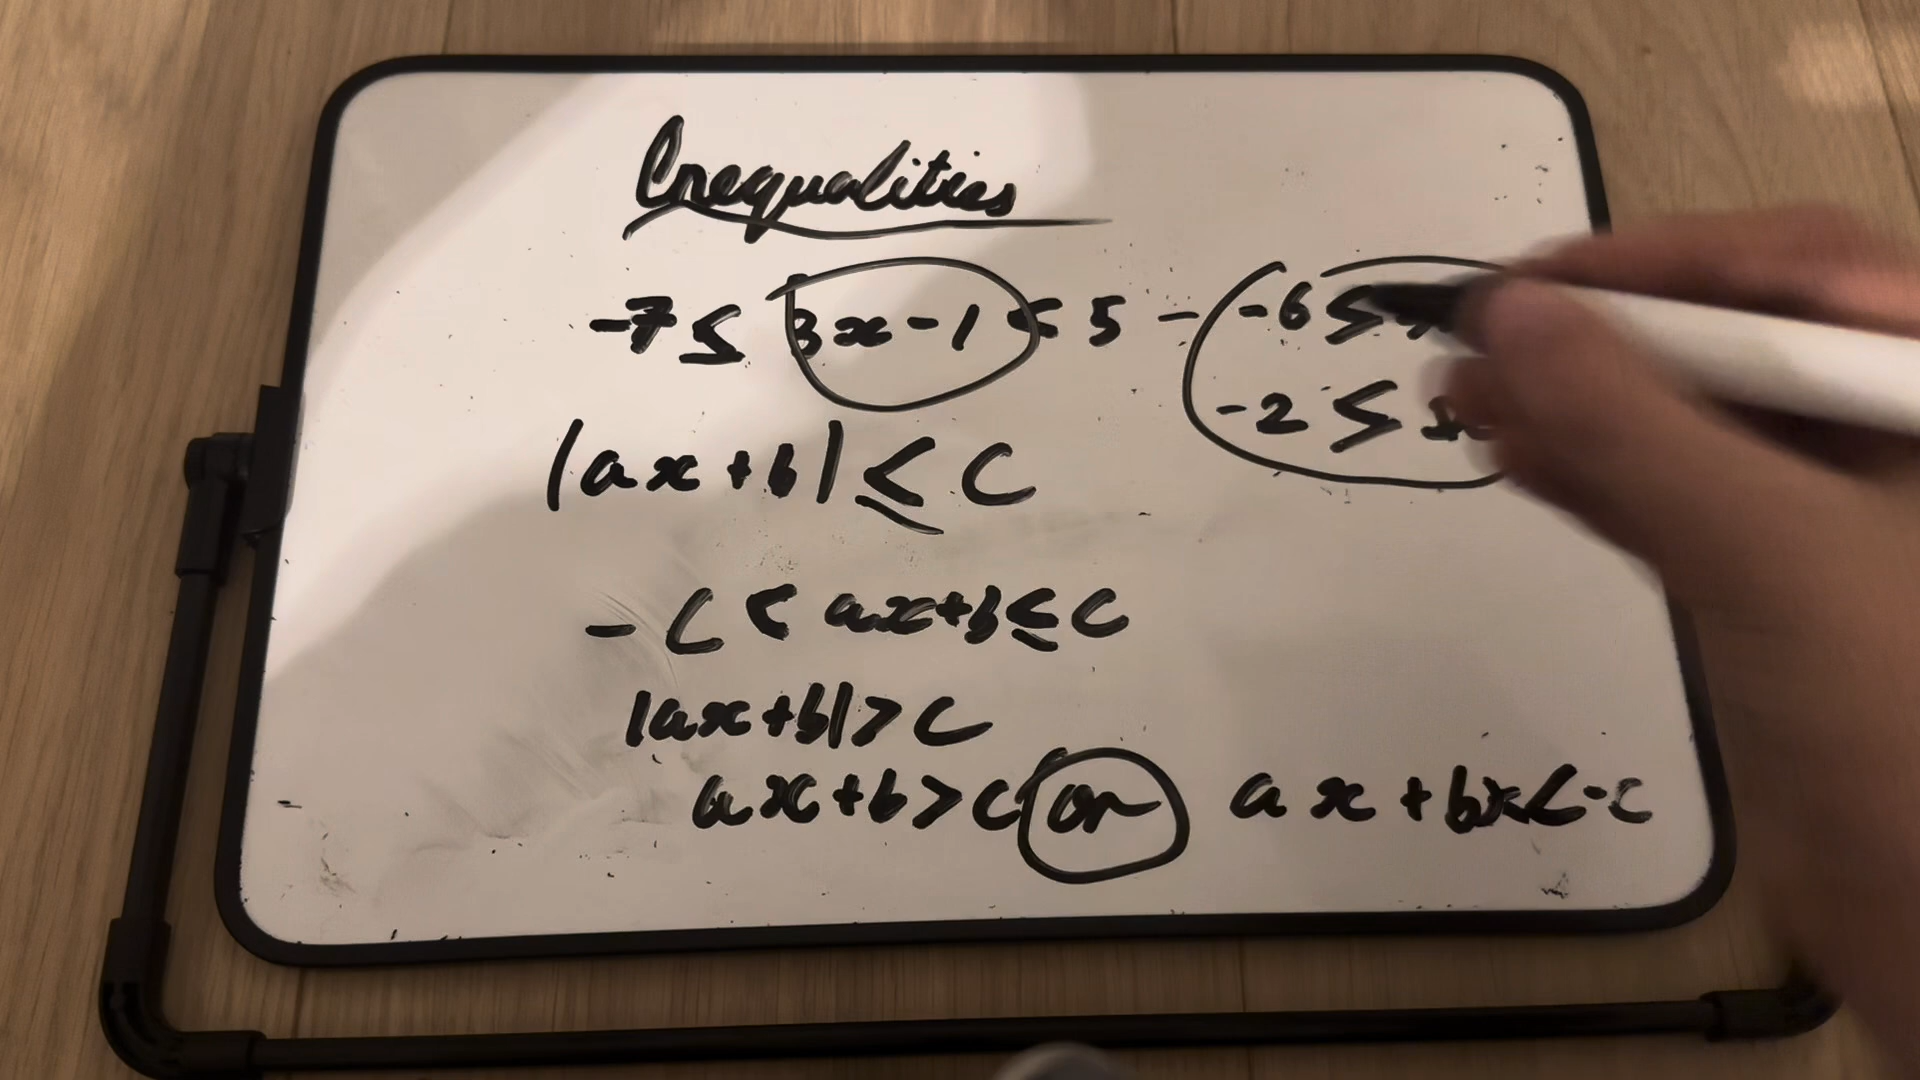 Inequalities
-7 ≤ 3x-1 < 5 - -6 ≤
-2 ≤
|ax+b| ≤ C
-C < ax+b ≤ C
|ax+b| > C
ax+b > C or ax+b < -C